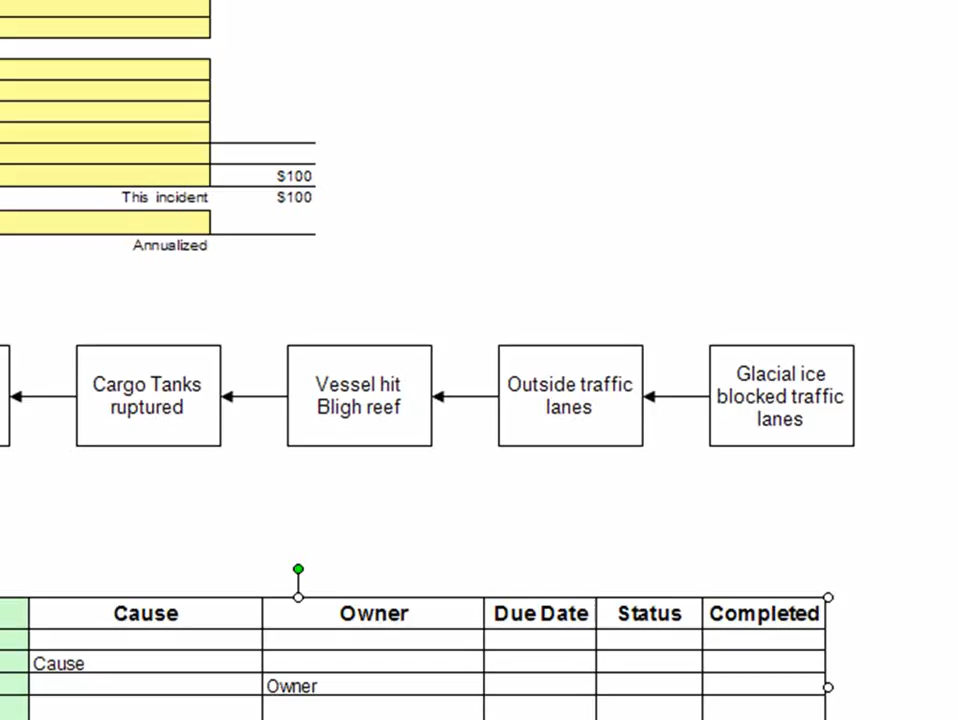 $100
This incident $100
Annualized
Cargo Tanks
ruptured
Vessel hit
Bligh reef
Outside traffic
lanes
Glacial ice
blocked traffic
lanes
Cause Owner Due Date Status Completed
Cause
Owner